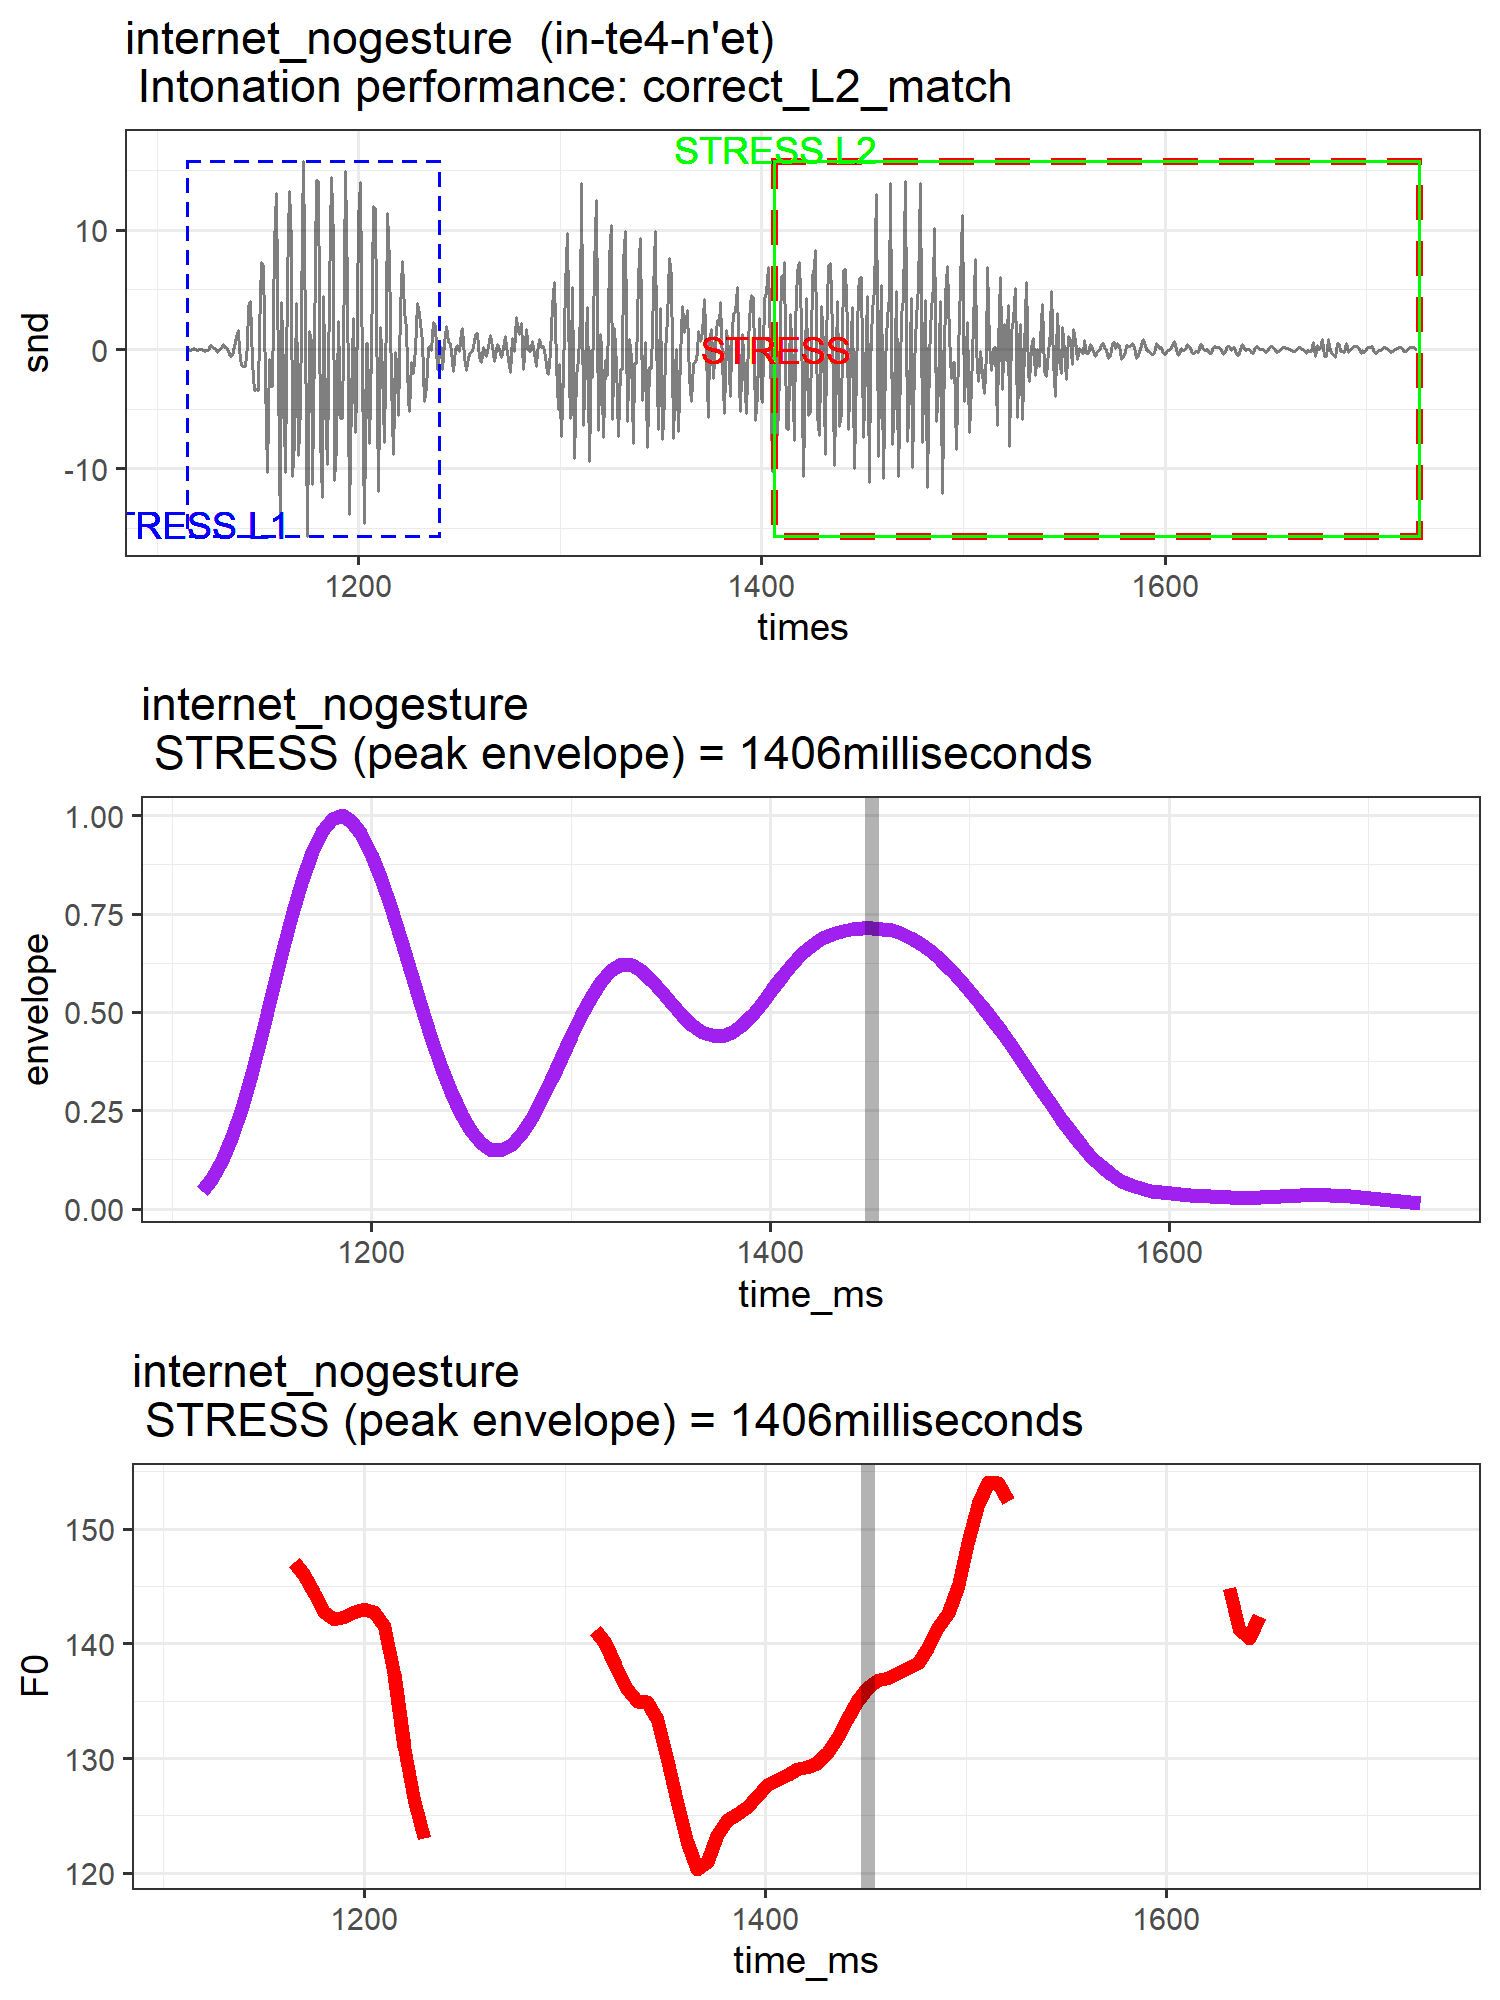 internet_nogesture  (in-te4-n'et)
Intonation performance: correct_L2_match
STRESS L2
10
0
-10
snd
STRESS
TRESS L1
1200
1400
1600
times
internet_nogesture
STRESS (peak envelope) = 1406milliseconds
1.00
0.75
0.50
0.25
0.00
envelope
1200
1400
1600
time_ms
internet_nogesture
STRESS (peak envelope) = 1406milliseconds
150
140
130
120
F0
1200
1400
1600
time_ms